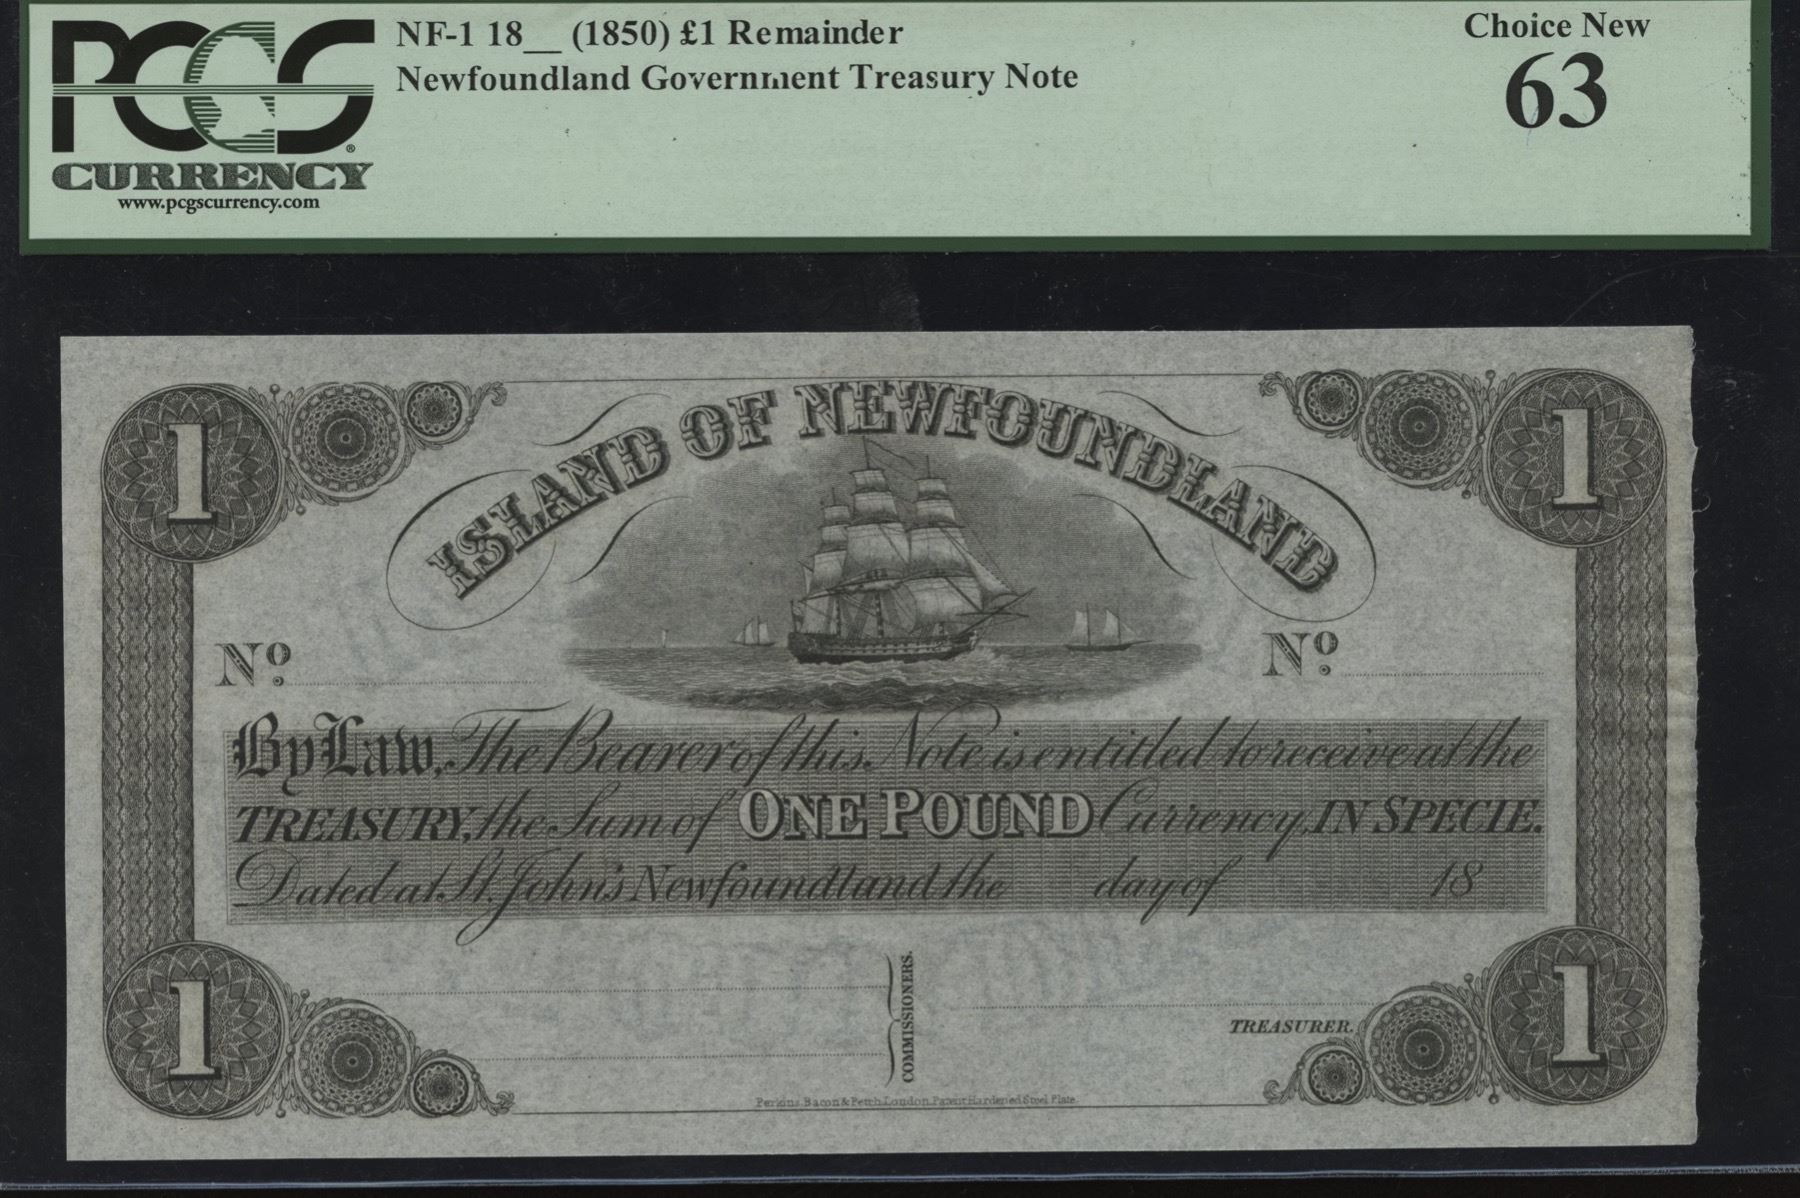 PCGS®
CURRENCY
www.pcgscurrency.com
NF-1 18__ (1850) £1 Remainder
Newfoundland Government Treasury Note
Choice New
63
1
1
ISLAND OF NEWFOUNDLAND
No.
No.
By Law, The Bearer of this Note is entitled to receive at the
TREASURY, the Sum of ONE POUND Currency, IN SPECIE.
Dated at St. John's Newfoundland the day of 18
COMMISSIONERS.
TREASURER.
1
1
Perkins Bacon & Petch London Patent Hardened Steel Plate.